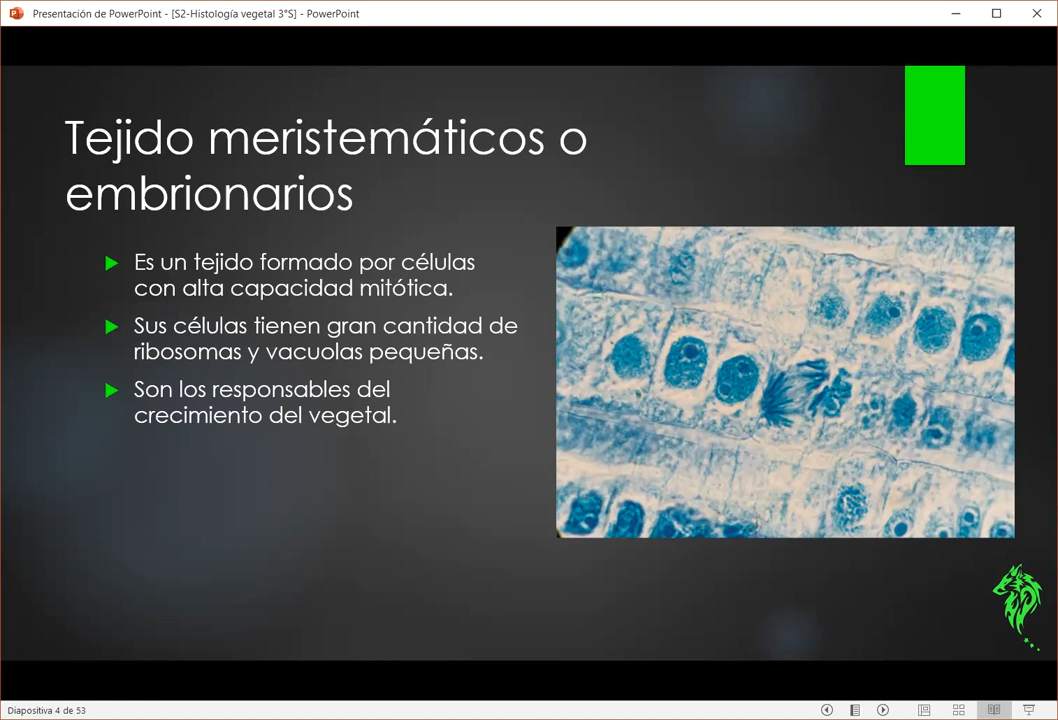 Presentación de PowerPoint - [S2-Histología vegetal 3°S] - PowerPoint
Tejido meristemáticos o
embrionarios
Es un tejido formado por células
con alta capacidad mitótica.
Sus células tienen gran cantidad de
ribosomas y vacuolas pequeñas.
Son los responsables del
crecimiento del vegetal.
Diapositiva 4 de 53